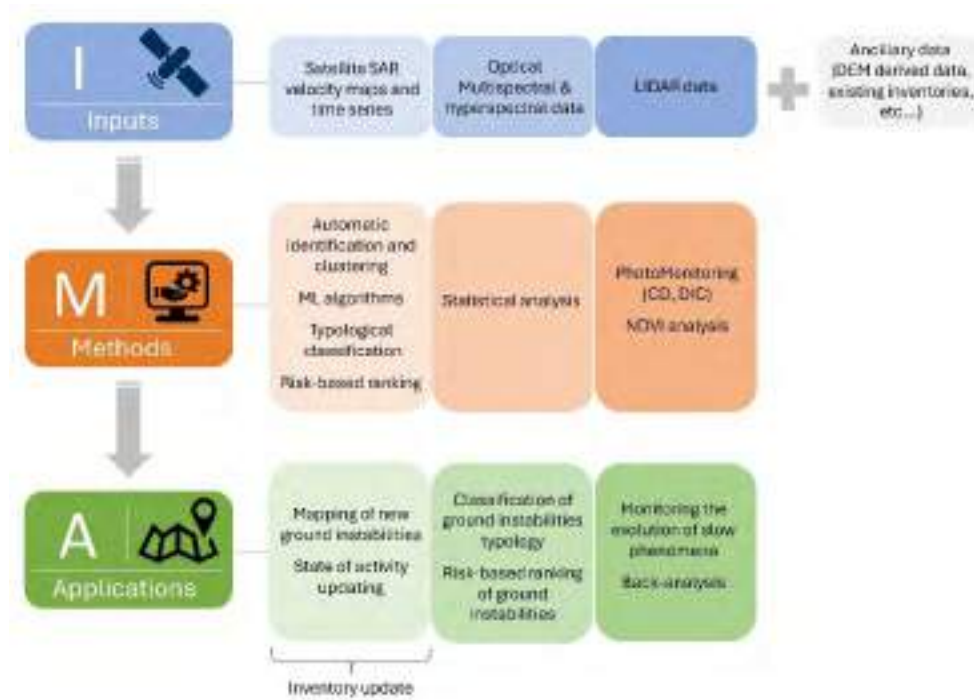 I
Inputs
Satellite SAR
velocity maps and
time series
Optical
Multispectral &
Hyperspectral data
LIDAR data
Ancillary data
(DEM derived data,
existing inventories,
etc...)
M
Methods
Automatic
identification and
clustering
ML algorithms
Typological
classification
Risk-based ranking
Statistical analysis
PhotoMonitoring
(CD, DIC)
NDVI analysis
A
Applications
Mapping of new
ground instabilities
State of activity
updating
Classification of
ground instabilities
typology
Risk-based ranking
of ground
instabilities
Monitoring the
evolution of slow
phenomena
Back-analysis
Inventory update